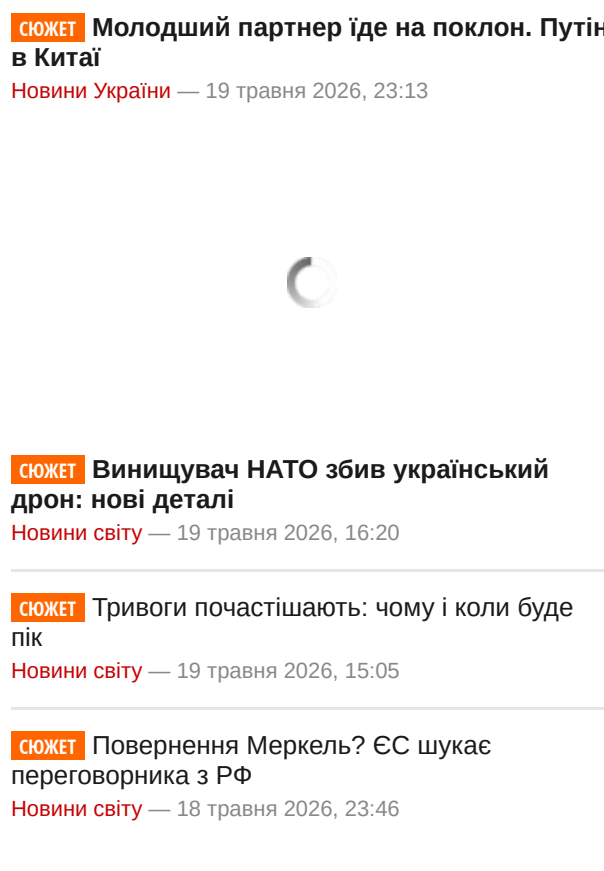 СЮЖЕТ Молодший партнер їде на поклон. Путін
в Китаї
Новини України — 19 травня 2026, 23:13
СЮЖЕТ Винищувач НАТО збив український
дрон: нові деталі
Новини світу — 19 травня 2026, 16:20
СЮЖЕТ Тривоги почастішають: чому і коли буде
пік
Новини світу — 19 травня 2026, 15:05
СЮЖЕТ Повернення Меркель? ЄС шукає
переговорника з РФ
Новини світу — 18 травня 2026, 23:46